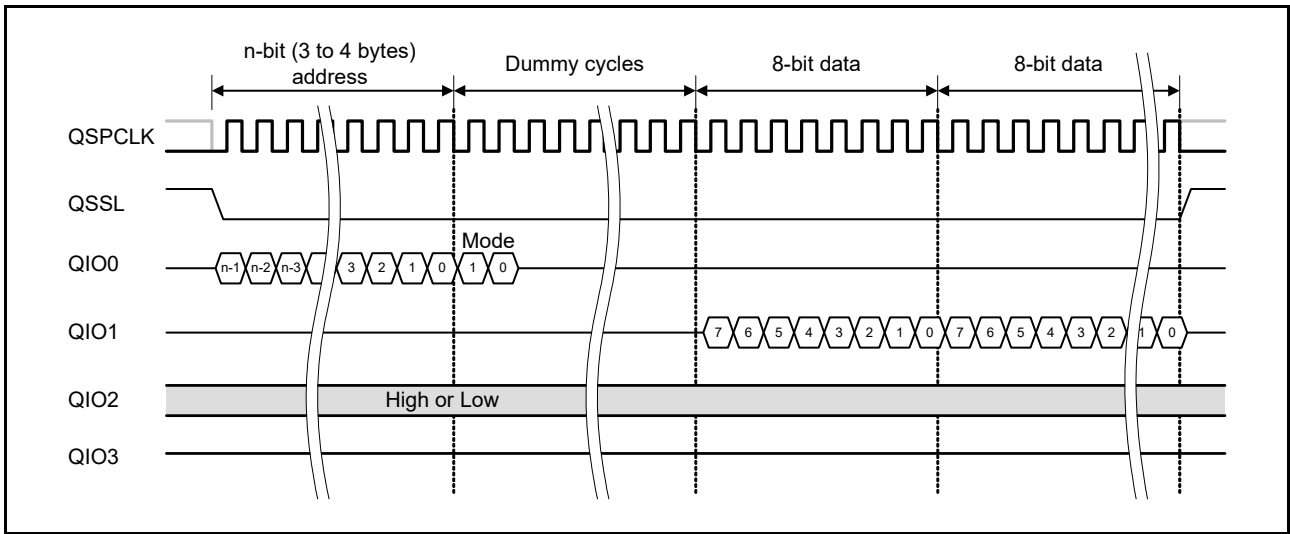 n-bit (3 to 4 bytes)
address
Dummy cycles
8-bit data
8-bit data
QSPCLK
QSSL
Mode
QIO0
n-1 n-2 n-3 3 2 1 0 1 0
QIO1
7 6 5 4 3 2 1 0 7 6 5 4 3 2 1 0
QIO2
High or Low
QIO3